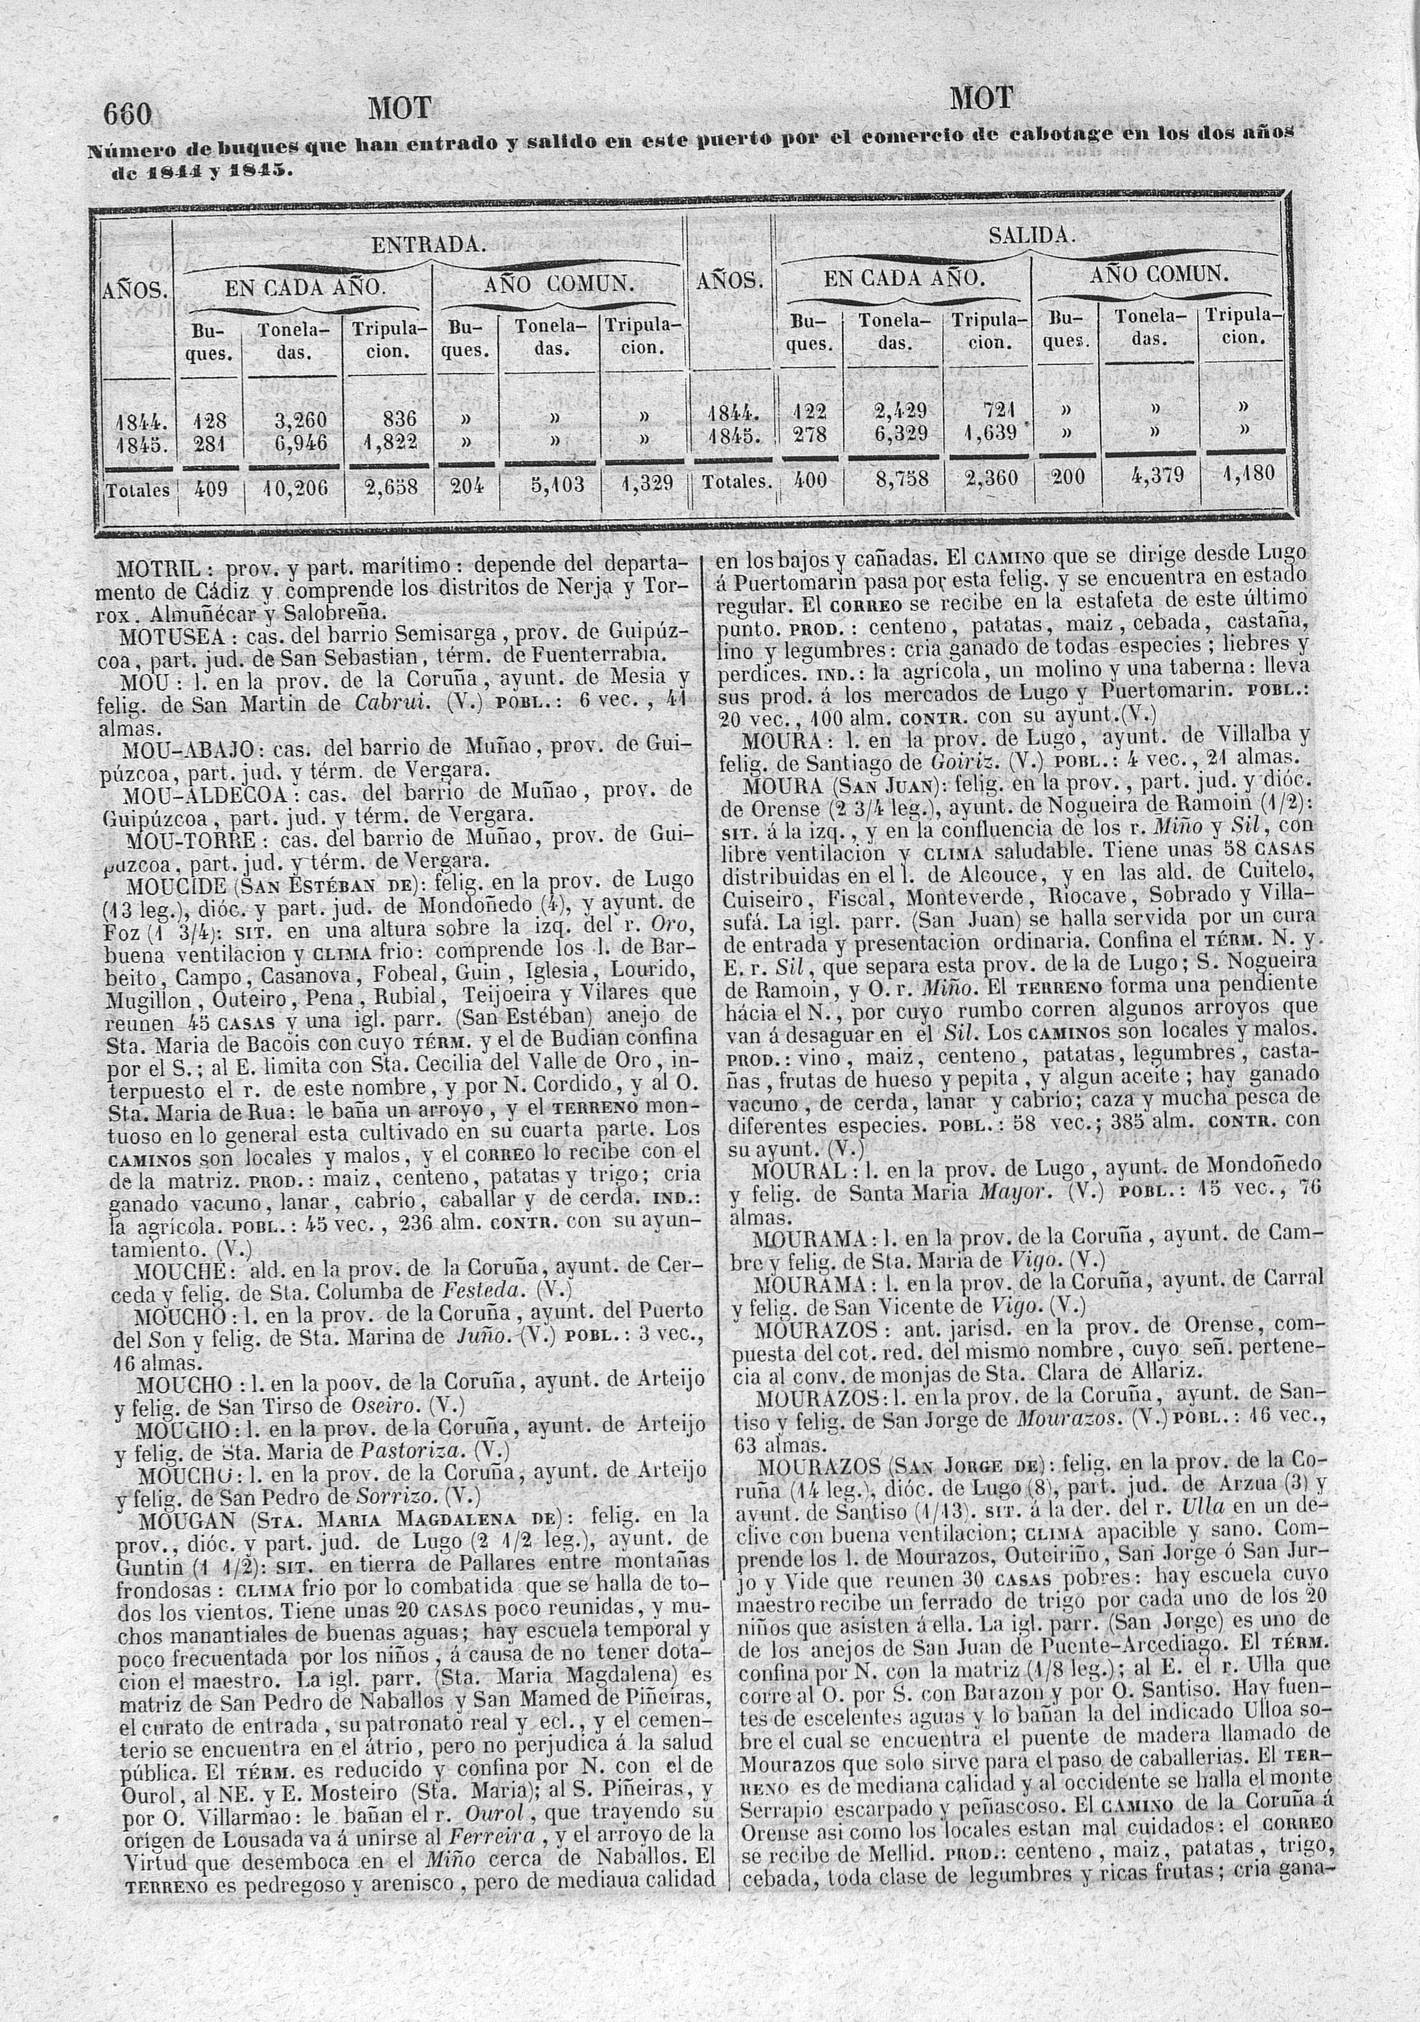 660 MOT MOT
Número de buques que han entrado y salido en este puerto por el comercio de cabotage en los dos años
de 1844 y 1845.
ENTRADA. SALIDA.
AÑOS. EN CADA AÑO. AÑO COMUN. AÑOS. EN CADA AÑO. AÑO COMUN.
Bu- Tonela- Tripula- Bu- Tonela- Tripula- Bu- Tonela- Tripula- Bu- Tonela- Tripula-
ques. das. cion. ques. das. cion. ques. das. cion. ques. das. cion.
1844. 128 3,260 836 » » » 1844. 122 2,429 721 » » »
1845. 281 6,946 1,822 » » » 1845. 278 6,329 1,639 » » »
Totales 409 10,206 2,658 204 5,103 1,329 Totales. 400 8,758 2,360 200 4,379 1,180
MOTRIL : prov. y part. marítimo : depende del departa-
mento de Cádiz y comprende los distritos de Nerja y Tor-
rox. Almuñécar y Salobreña.
MOTUSEA : cas. del barrio Semisarga, prov. de Guipúz-
coa, part. jud. de San Sebastian, térm. de Fuenterrabia.
MOU : l. en la prov. de la Coruña, ayunt. de Mesia y
felig. de San Martin de Cabrui. (V.) POBL.: 6 vec., 41
almas.
MOU-ABAJO: cas. del barrio de Muñao, prov. de Gui-
púzcoa, part. jud. y térm. de Vergara.
MOU-ALDECOA : cas. del barrio de Muñao, prov. de
Guipúzcoa, part. jud. y térm. de Vergara.
MOU-TORRE : cas. del barrio de Muñao, prov. de Gui-
puzcoa, part. jud. y térm. de Vergara.
MOUCIDE (SAN ESTÉBAN DE): felig. en la prov. de Lugo
(13 leg.), dióc. y part. jud. de Mondoñedo (4), y ayunt. de
Foz (1 3/4): SIT. en una altura sobre la izq. del r. Oro,
buena ventilacion y CLIMA frio: comprende los l. de Bar-
beito, Campo, Casanova, Fobeal, Guin, Iglesia, Lourido,
Mugillon, Outeiro, Pena, Rubial, Teijoeira y Vilares que
reunen 45 CASAS y una igl. parr. (San Estéban) anejo de
Sta. Maria de Bacois con cuyo TÉRM. y el de Budian confina
por el S.; al E. limita con Sta. Cecilia del Valle de Oro, in-
terpuesto el r. de este nombre, y por N. Cordido, y al O.
Sta. Maria de Rua: le baña un arroyo, y el TERRENO mon-
tuoso en lo general esta cultivado en su cuarta parte. Los
CAMINOS son locales y malos, y el CORREO lo recibe con el
de la matriz. PROD.: maiz, centeno, patatas y trigo; cria
ganado vacuno, lanar, cabrio, caballar y de cerda. IND.:
la agrícola. POBL.: 45 vec., 236 alm. CONTR. con su ayun-
tamiento. (V.)
MOUCHE: ald. en la prov. de la Coruña, ayunt. de Cer-
ceda y felig. de Sta. Columba de Festeda. (V.)
MOUCHO : l. en la prov. de la Coruña, ayunt. del Puerto
del Son y felig. de Sta. Marina de Juño. (V.) POBL.: 3 vec.,
16 almas.
MOUCHO : l. en la poov. de la Coruña, ayunt. de Arteijo
y felig. de San Tirso de Oseiro. (V.)
MOUCHO: l. en la prov. de la Coruña, ayunt. de Arteijo
y felig. de Sta. Maria de Pastoriza. (V.)
MOUCHO: l. en la prov. de la Coruña, ayunt. de Arteijo
y felig. de San Pedro de Sorrizo. (V.)
MOUGAN (STA. MARIA MAGDALENA DE): felig. en la
prov., dióc. y part. jud. de Lugo (2 1/2 leg.), ayunt. de
Guntin (1 1/2): SIT. en tierra de Pallares entre montañas
frondosas : CLIMA frio por lo combatida que se halla de to-
dos los vientos. Tiene unas 20 CASAS poco reunidas, y mu-
chos manantiales de buenas aguas; hay escuela temporal y
poco frecuentada por los niños, á causa de no tener dota-
cion el maestro. La igl. parr. (Sta. Maria Magdalena) es
matriz de San Pedro de Naballos y San Mamed de Piñeiras,
el curato de entrada, su patronato real y ecl., y el cemen-
terio se encuentra en el átrio, pero no perjudica á la salud
pública. El TÉRM. es reducido y confina por N. con el de
Ourol, al NE. y E. Mosteiro (Sta. Maria); al S. Piñeiras, y
por O. Villarmao: le bañan el r. Ourol, que trayendo su
orígen de Lousada va á unirse al Ferreira, y el arroyo de la
Virtud que desemboca en el Miño cerca de Naballos. El
TERRENO es pedregoso y arenisco, pero de mediaua calidad
en los bajos y cañadas. El CAMINO que se dirige desde Lugo
á Puertomarin pasa por esta felig. y se encuentra en estado
regular. El CORREO se recibe en la estafeta de este último
punto. PROD.: centeno, patatas, maiz, cebada, castaña,
lino y legumbres: cria ganado de todas especies; liebres y
perdices. IND.: la agrícola, un molino y una taberna: lleva
sus prod. á los mercados de Lugo y Puertomarin. POBL.:
20 vec., 100 alm. CONTR. con su ayunt.(V.)
MOURA: l. en la prov. de Lugo, ayunt. de Villalba y
felig. de Santiago de Goiriz. (V.) POBL.: 4 vec., 21 almas.
MOURA (SAN JUAN): felig. en la prov., part. jud. y dióc.
de Orense (2 3/4 leg.), ayunt. de Nogueira de Ramoin (1/2):
SIT. á la izq., y en la confluencia de los r. Miño y Sil, con
libre ventilacion y CLIMA saludable. Tiene unas 58 CASAS
distribuidas en el l. de Alcouce, y en las ald. de Cuitelo,
Cuiseiro, Fiscal, Monteverde, Riocave, Sobrado y Villa-
sufá. La igl. parr. (San Juan) se halla servida por un cura
de entrada y presentacion ordinaria. Confina el TÉRM. N. y
E. r. Sil, que separa esta prov. de la de Lugo; S. Nogueira
de Ramoin, y O. r. Miño. El TERRENO forma una pendiente
hácia el N., por cuyo rumbo corren algunos arroyos que
van á desaguar en el Sil. Los CAMINOS son locales y malos.
PROD.: vino, maiz, centeno, patatas, legumbres, casta-
ñas, frutas de hueso y pepita, y algun aceite; hay ganado
vacuno, de cerda, lanar y cabrio; caza y mucha pesca de
diferentes especies. POBL.: 58 vec.; 385 alm. CONTR. con
su ayunt. (V.)
MOURAL : l. en la prov. de Lugo, ayunt. de Mondoñedo
y felig. de Santa Maria Mayor. (V.) POBL.: 15 vec., 76
almas.
MOURAMA : l. en la prov. de la Coruña, ayunt. de Cam-
bre y felig. de Sta. Maria de Vigo. (V.)
MOURAMA: l. en la prov. de la Coruña, ayunt. de Carral
y felig. de San Vicente de Vigo. (V.)
MOURAZOS : ant. jarisd. en la prov. de Orense, com-
puesta del cot. red. del mismo nombre, cuyo señ. pertene-
cia al conv. de monjas de Sta. Clara de Allariz.
MOURAZOS: l. en la prov. de la Coruña, ayunt. de San-
tiso y felig. de San Jorge de Mourazos. (V.) POBL.: 16 vec.,
63 almas.
MOURAZOS (SAN JORGE DE): felig. en la prov. de la Co-
ruña (14 leg.), dióc. de Lugo (8), part. jud. de Arzua (3) y
ayunt. de Santiso (1/13). SIT. á la der. del r. Ulla en un de-
clive con buena ventilacion; CLIMA apacible y sano. Com-
prende los l. de Mourazos, Outeiriño, San Jorge ó San Jur-
jo y Vide que reunen 30 CASAS pobres: hay escuela cuyo
maestro recibe un ferrado de trigo por cada uno de los 20
niños que asisten á ella. La igl. parr. (San Jorge) es uno de
de los anejos de San Juan de Puente-Arcediago. El TÉRM.
confina por N. con la matriz (1/8 leg.); al E. el r. Ulla que
corre al O. por S. con Barazon y por O. Santiso. Hay fuen-
tes de escelentes aguas y lo bañan la del indicado Ulloa so-
bre el cual se encuentra el puente de madera llamado de
Mourazos que solo sirve para el paso de caballerias. El TER-
RENO es de mediana calidad y al occidente se halla el monte
Serrapio escarpado y peñascoso. El CAMINO de la Coruña á
Orense asi como los locales estan mal cuidados: el CORREO
se recibe de Mellid. PROD.: centeno, maiz, patatas, trigo,
cebada, toda clase de legumbres y ricas frutas; cria gana-